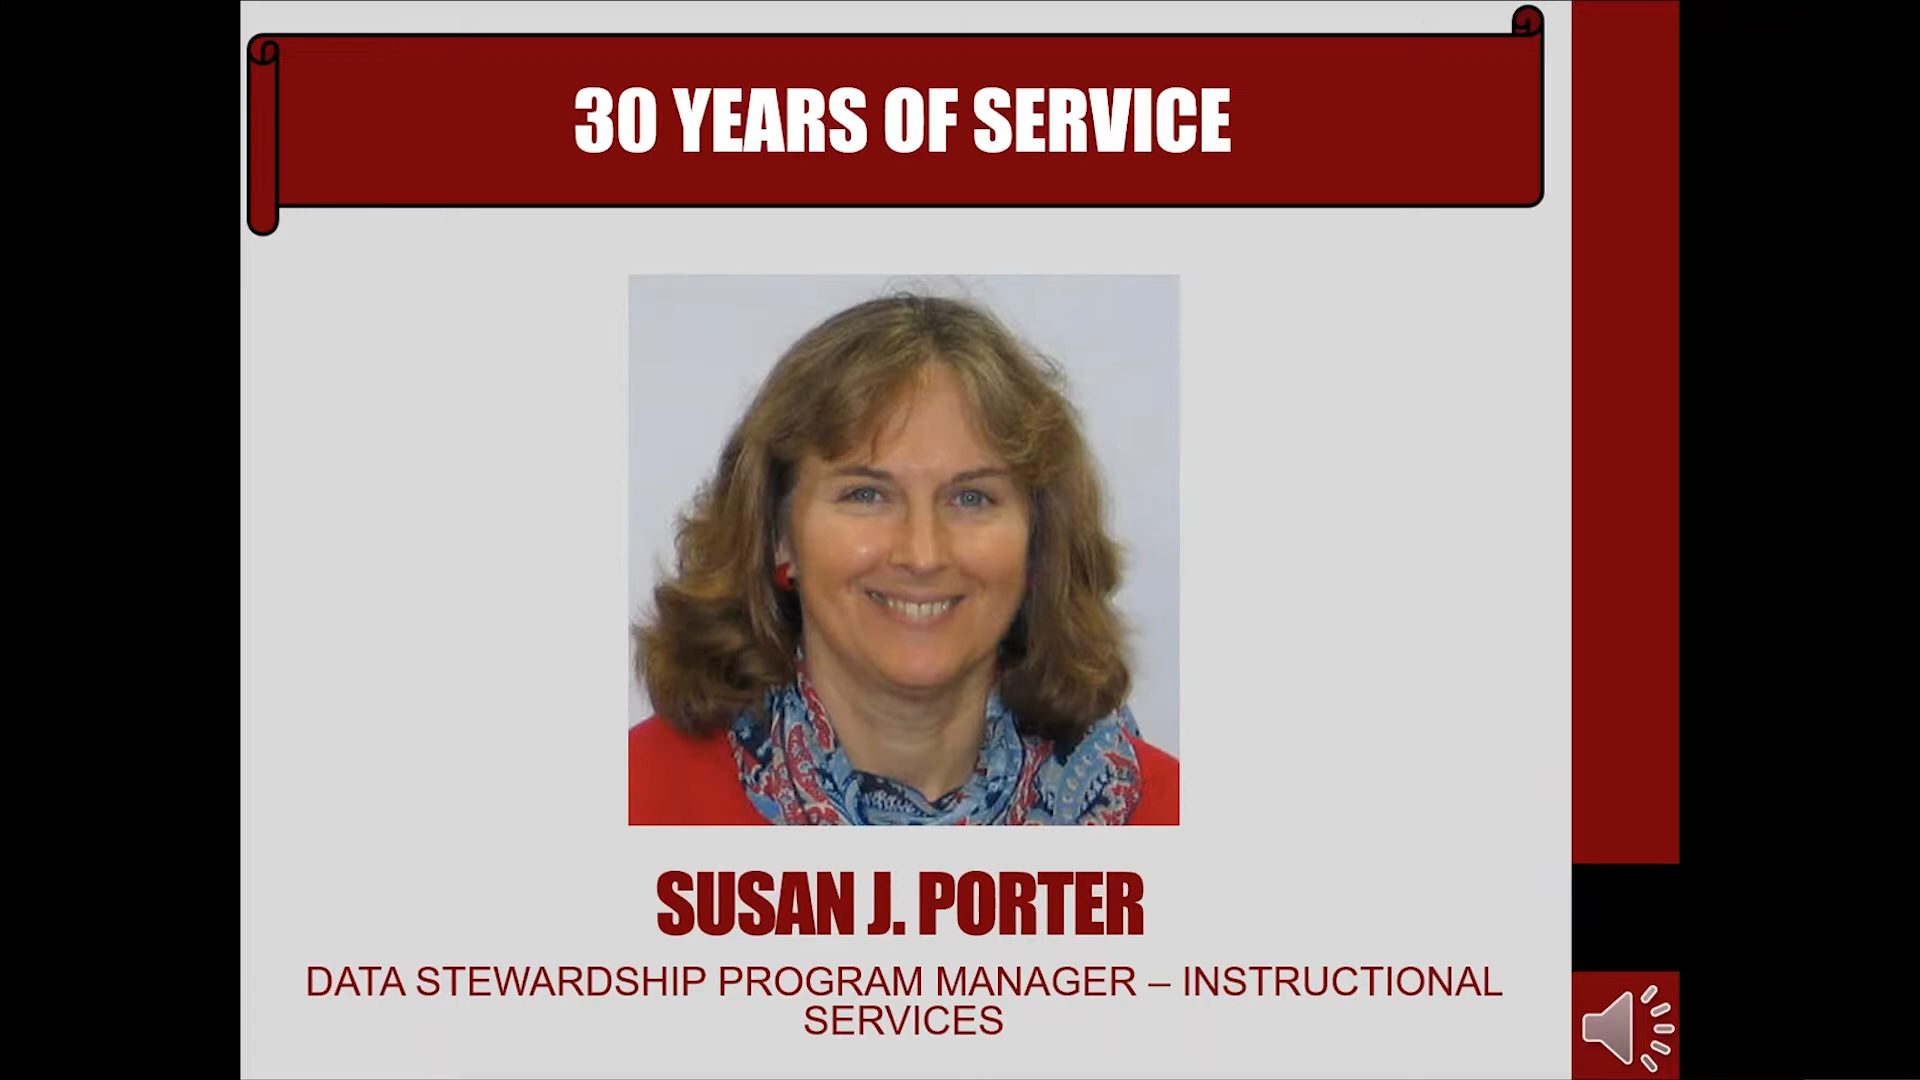 30 YEARS OF SERVICE
SUSAN J. PORTER
DATA STEWARDSHIP PROGRAM MANAGER – INSTRUCTIONAL
SERVICES